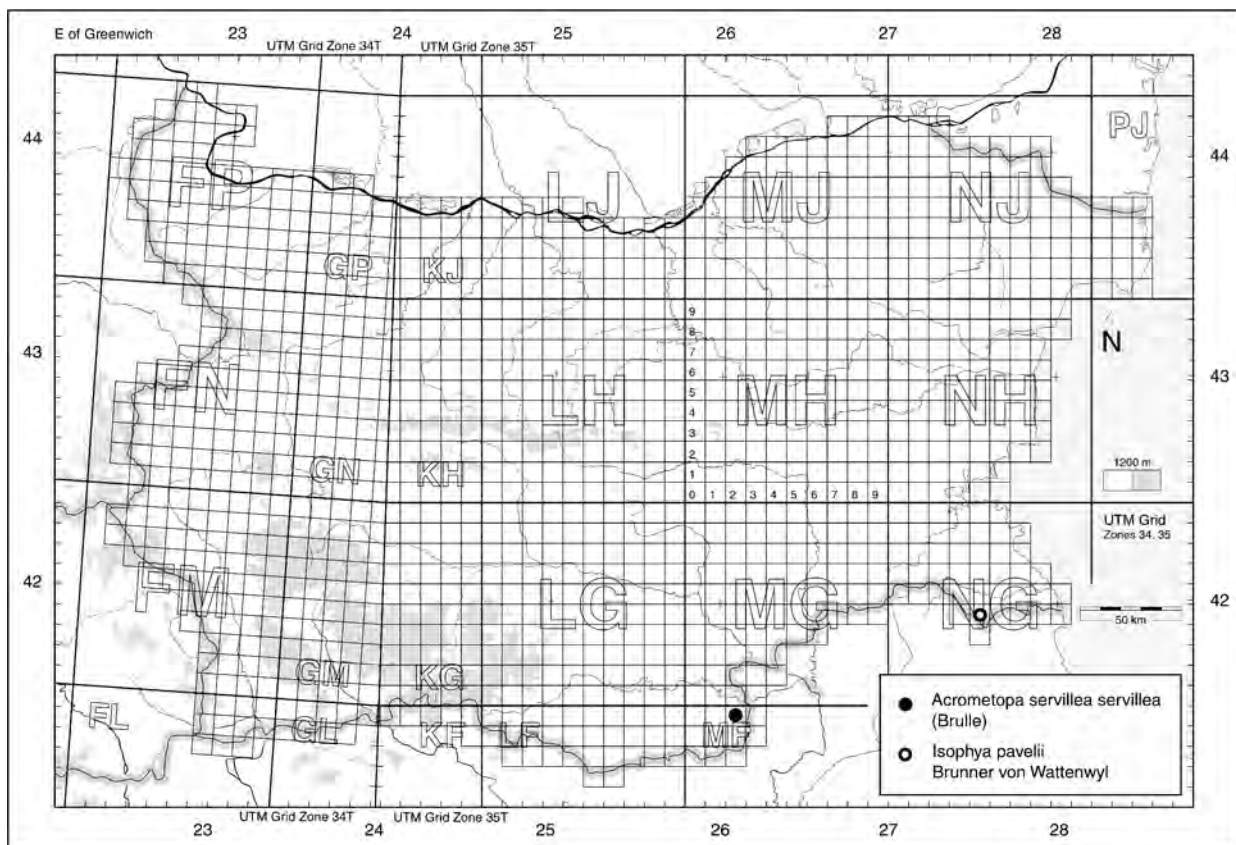 E of Greenwich 23 24 25 26 27 28
UTM Grid Zone 34T UTM Grid Zone 35T
44 44
PJ
FP LJ MJ NJ
GP KJ
9
8
43 N 43
7
6
FN LH MH NH
5
4
3
2
GN KH 1200 m
1
0 1 2 3 4 5 6 7 8 9
UTM Grid
Zones 34. 35
42 42
FM LG MG NG
50 km
GM KG
FL GL KF LF MF
Acrometopa servillea servillea
(Brulle)
Isophya pavelii
Brunner von Wattenwyl
UTM Grid Zone 34T UTM Grid Zone 35T
23 24 25 26 27 28